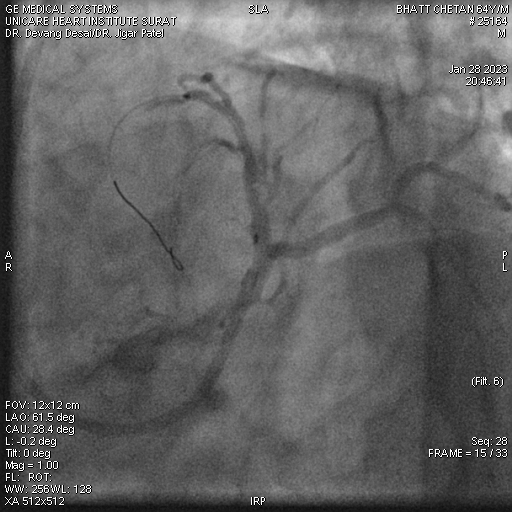 GE MEDICAL SYSTEMS
UNICARE HEART INSTITUTE SURAT
DR. Devang Desai/DR. Jigar Patel
SLA
BHATT CHETAN 64Y/M
# 25164
M
Jan 28 2023
20:46:41
A
R
P
L
(Filt. 6)
FOV: 12x12 cm
LAO: 61.5 deg
CAU: 28.4 deg
L: -0.2 deg
Tilt: 0 deg
Mag = 1.00
FL: ROT:
WW: 256WL: 128
XA 512x512
IRP
Seq: 28
FRAME = 15 / 33